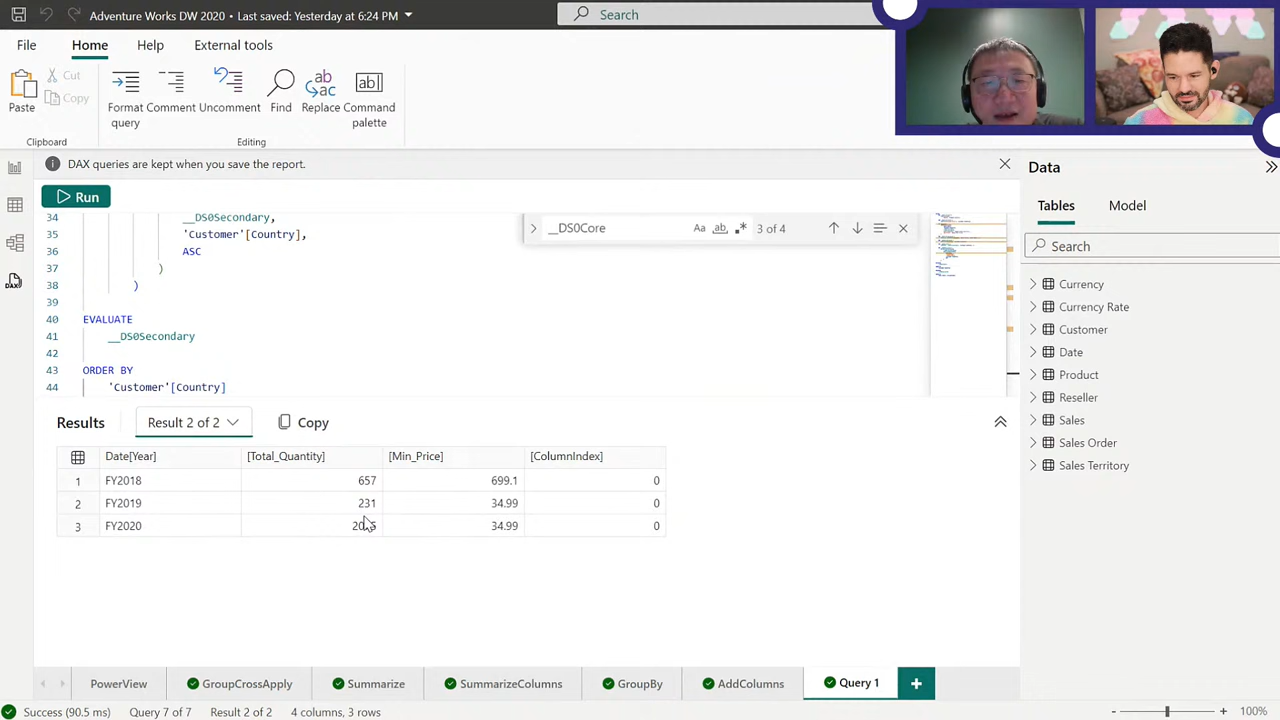 Adventure Works DW 2020 • Last saved: Yesterday at 6:24 PM
Search
File Home Help External tools
Paste
Cut
Copy
Format query
Comment
Uncomment
Find
Replace
Command palette
Clipboard
Editing
DAX queries are kept when you save the report.
Run
34 __DS0Secondary,
35 'Customer'[Country],
36 ASC
37 )
38 )
39
40 EVALUATE
41 __DS0Secondary
42
43 ORDER BY
44 'Customer'[Country]
__DS0Core Aa ab 3 of 4
Results Result 2 of 2 Copy
Date[Year] [Total_Quantity] [Min_Price] [ColumnIndex]
1 FY2018 657 699.1 0
2 FY2019 231 34.99 0
3 FY2020 34.99 0
Data
Tables Model
Search
Currency
Currency Rate
Customer
Date
Product
Reseller
Sales
Sales Order
Sales Territory
PowerView GroupCrossApply Summarize SummarizeColumns GroupBy AddColumns Query 1
Success (90.5 ms) Query 7 of 7 Result 2 of 2 4 columns, 3 rows
- + 100%